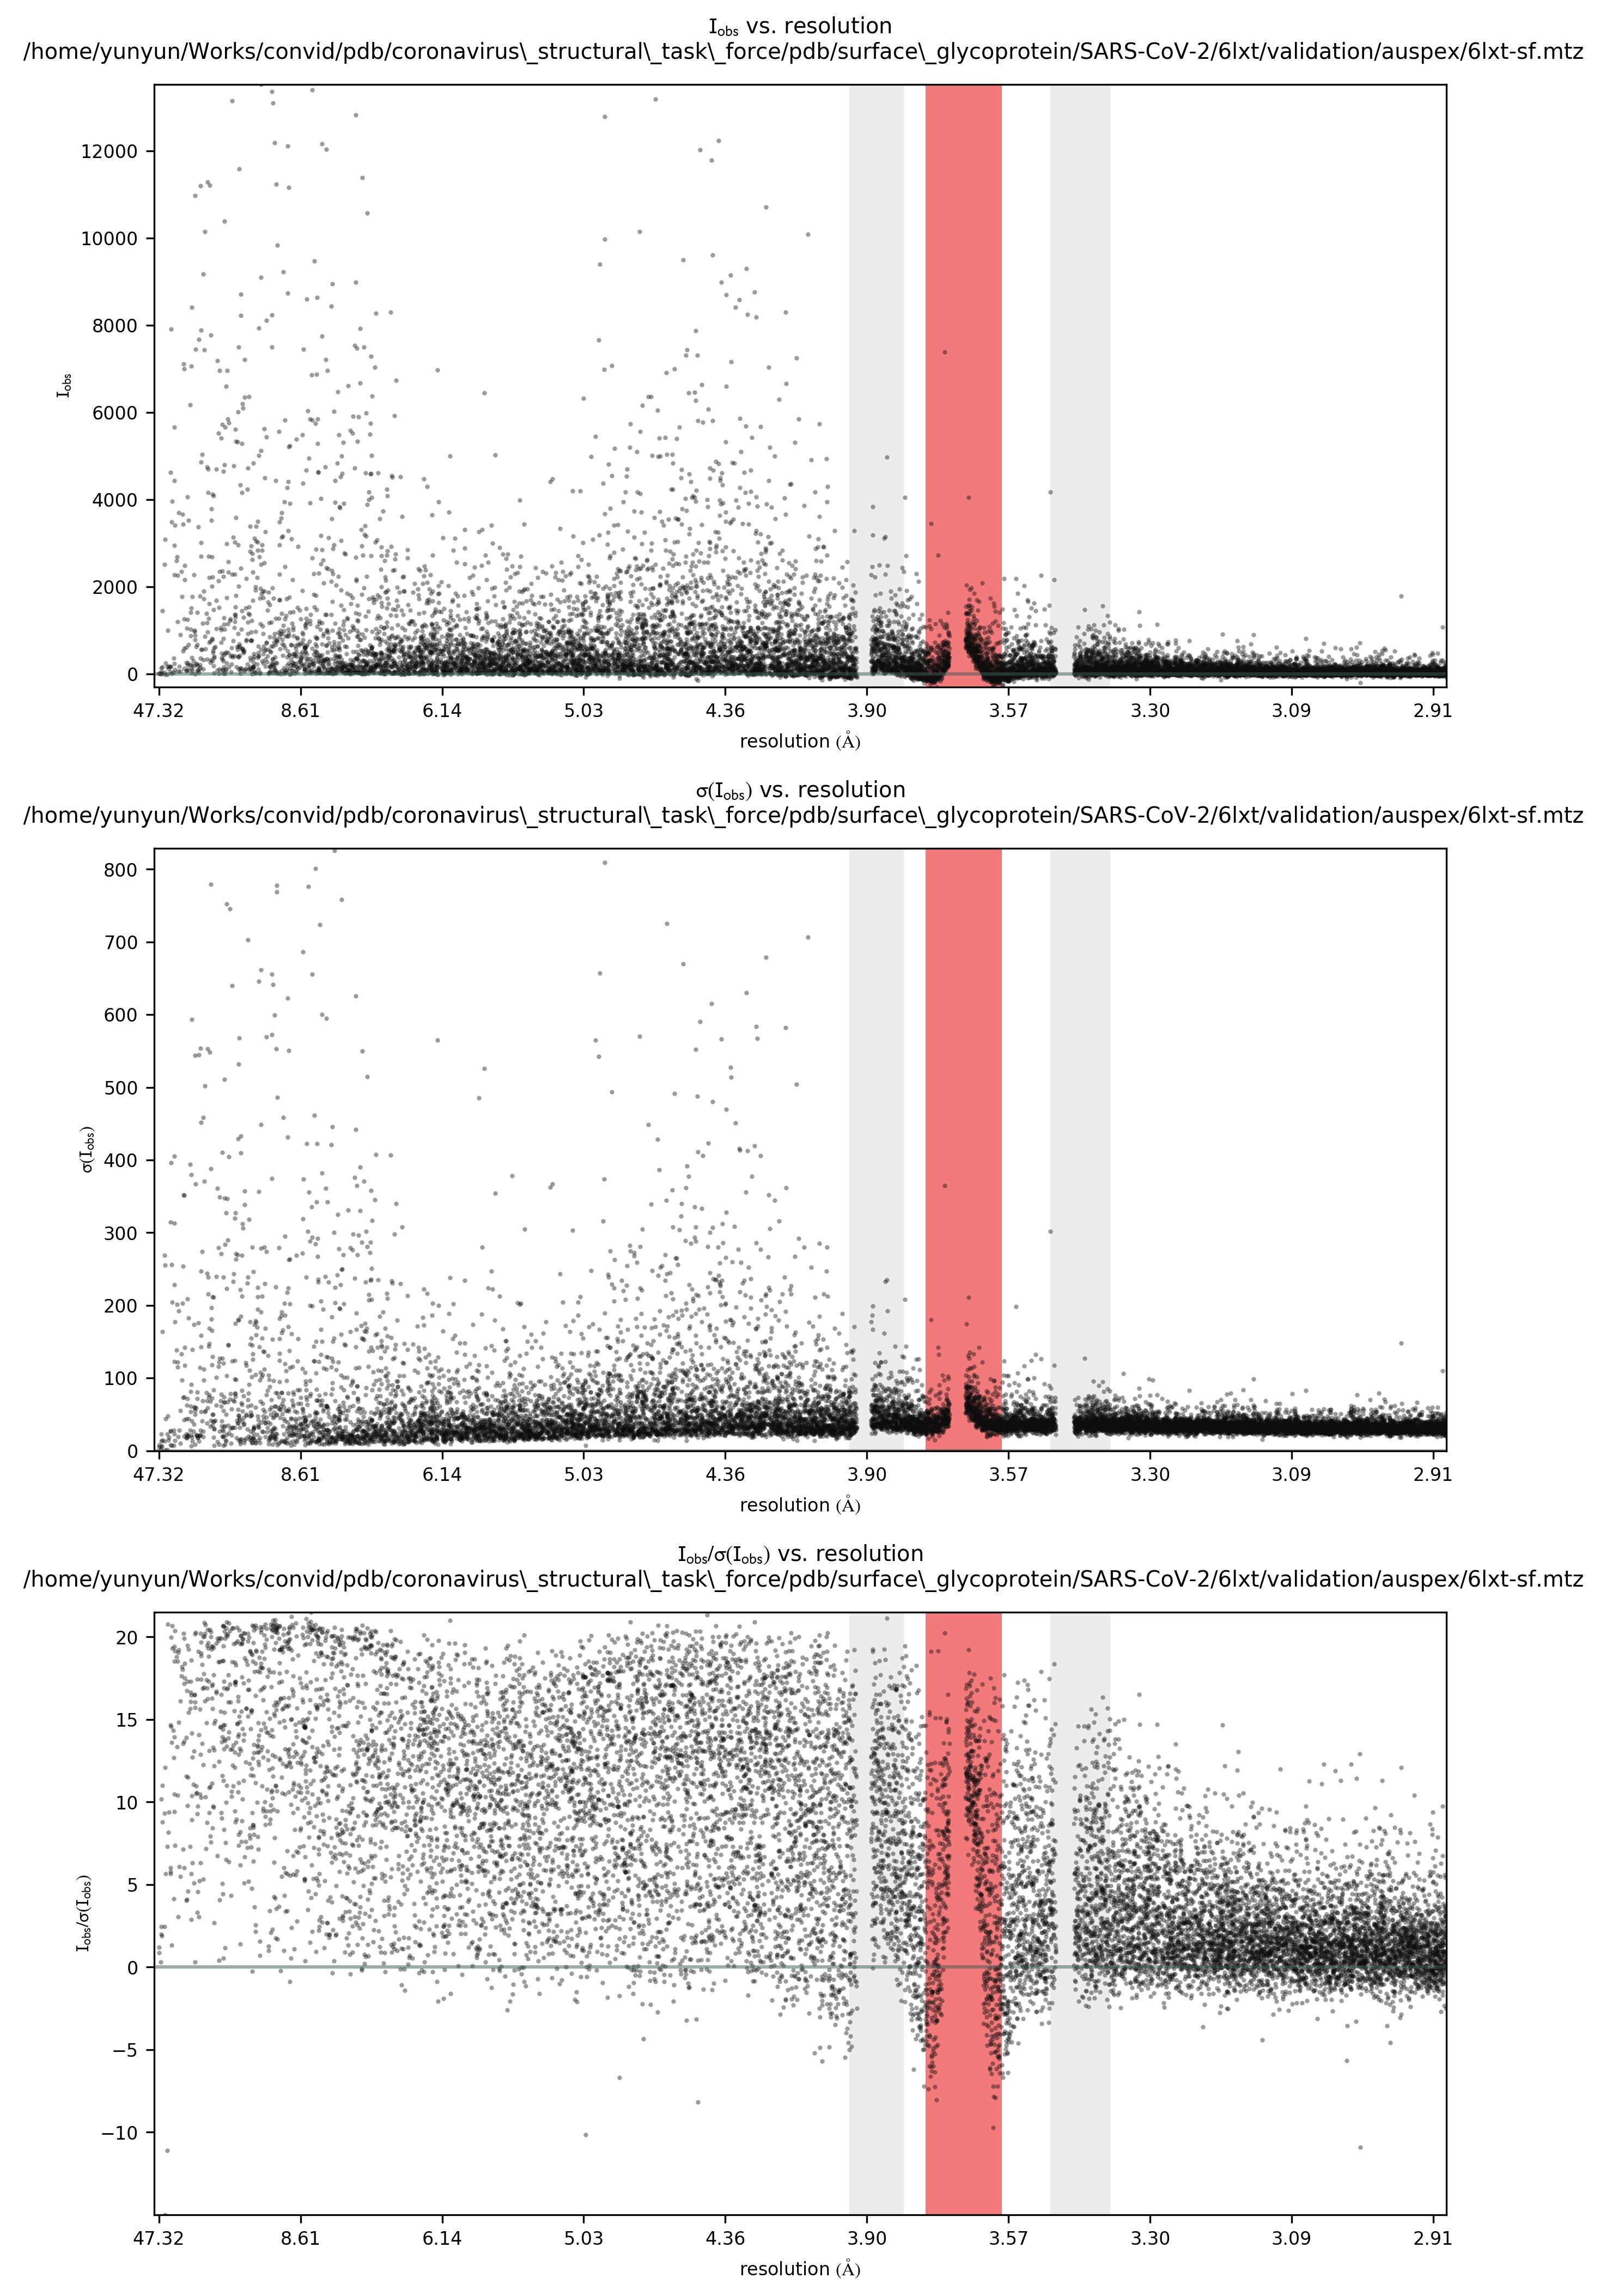 Iobs vs. resolution
/home/yunyun/Works/convid/pdb/coronavirus\_structural\_task\_force/pdb/surface\_glycoprotein/SARS-CoV-2/6lxt/validation/auspex/6lxt-sf.mtz
12000
10000
8000
Iobs
6000
4000
2000
0
47.32 8.61 6.14 5.03 4.36 3.90 3.57 3.30 3.09 2.91
resolution (Å)
σ(Iobs) vs. resolution
/home/yunyun/Works/convid/pdb/coronavirus\_structural\_task\_force/pdb/surface\_glycoprotein/SARS-CoV-2/6lxt/validation/auspex/6lxt-sf.mtz
800
700
600
500
σ(Iobs)
400
300
200
100
0
47.32 8.61 6.14 5.03 4.36 3.90 3.57 3.30 3.09 2.91
resolution (Å)
Iobs/σ(Iobs) vs. resolution
/home/yunyun/Works/convid/pdb/coronavirus\_structural\_task\_force/pdb/surface\_glycoprotein/SARS-CoV-2/6lxt/validation/auspex/6lxt-sf.mtz
20
15
10
5
Iobs/σ(Iobs)
0
−5
−10
47.32 8.61 6.14 5.03 4.36 3.90 3.57 3.30 3.09 2.91
resolution (Å)